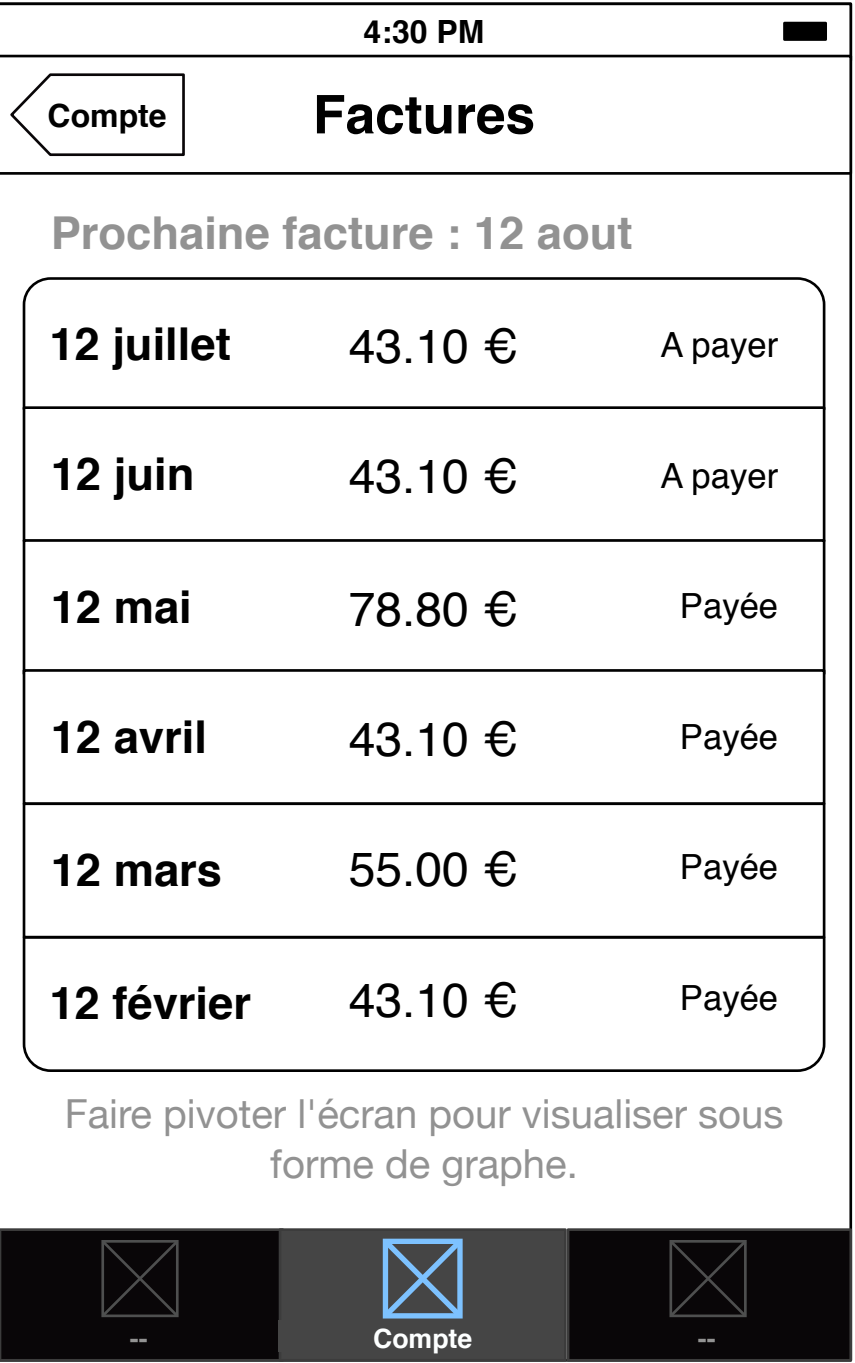 4:30 PM
Compte
Factures
Prochaine facture : 12 aout
12 juillet 43.10 € A payer
12 juin 43.10 € A payer
12 mai 78.80 € Payée
12 avril 43.10 € Payée
12 mars 55.00 € Payée
12 février 43.10 € Payée
Faire pivoter l'écran pour visualiser sous
forme de graphe.
-- Compte --